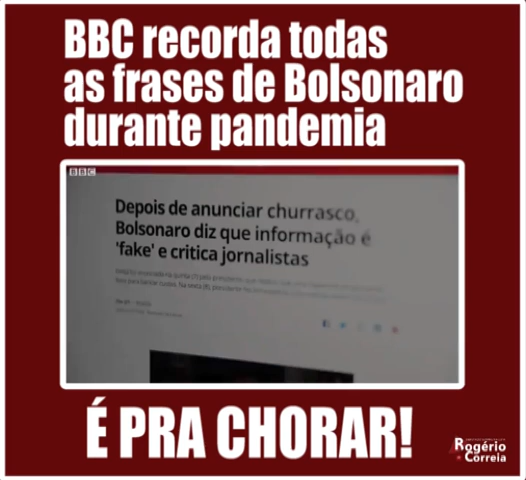 BBC recorda todas
as frases de Bolsonaro
durante pandemia
BBC
Depois de anunciar churrasco,
Bolsonaro diz que informação é
'fake' e critica jornalistas
É PRA CHORAR!
Rogério
Correia